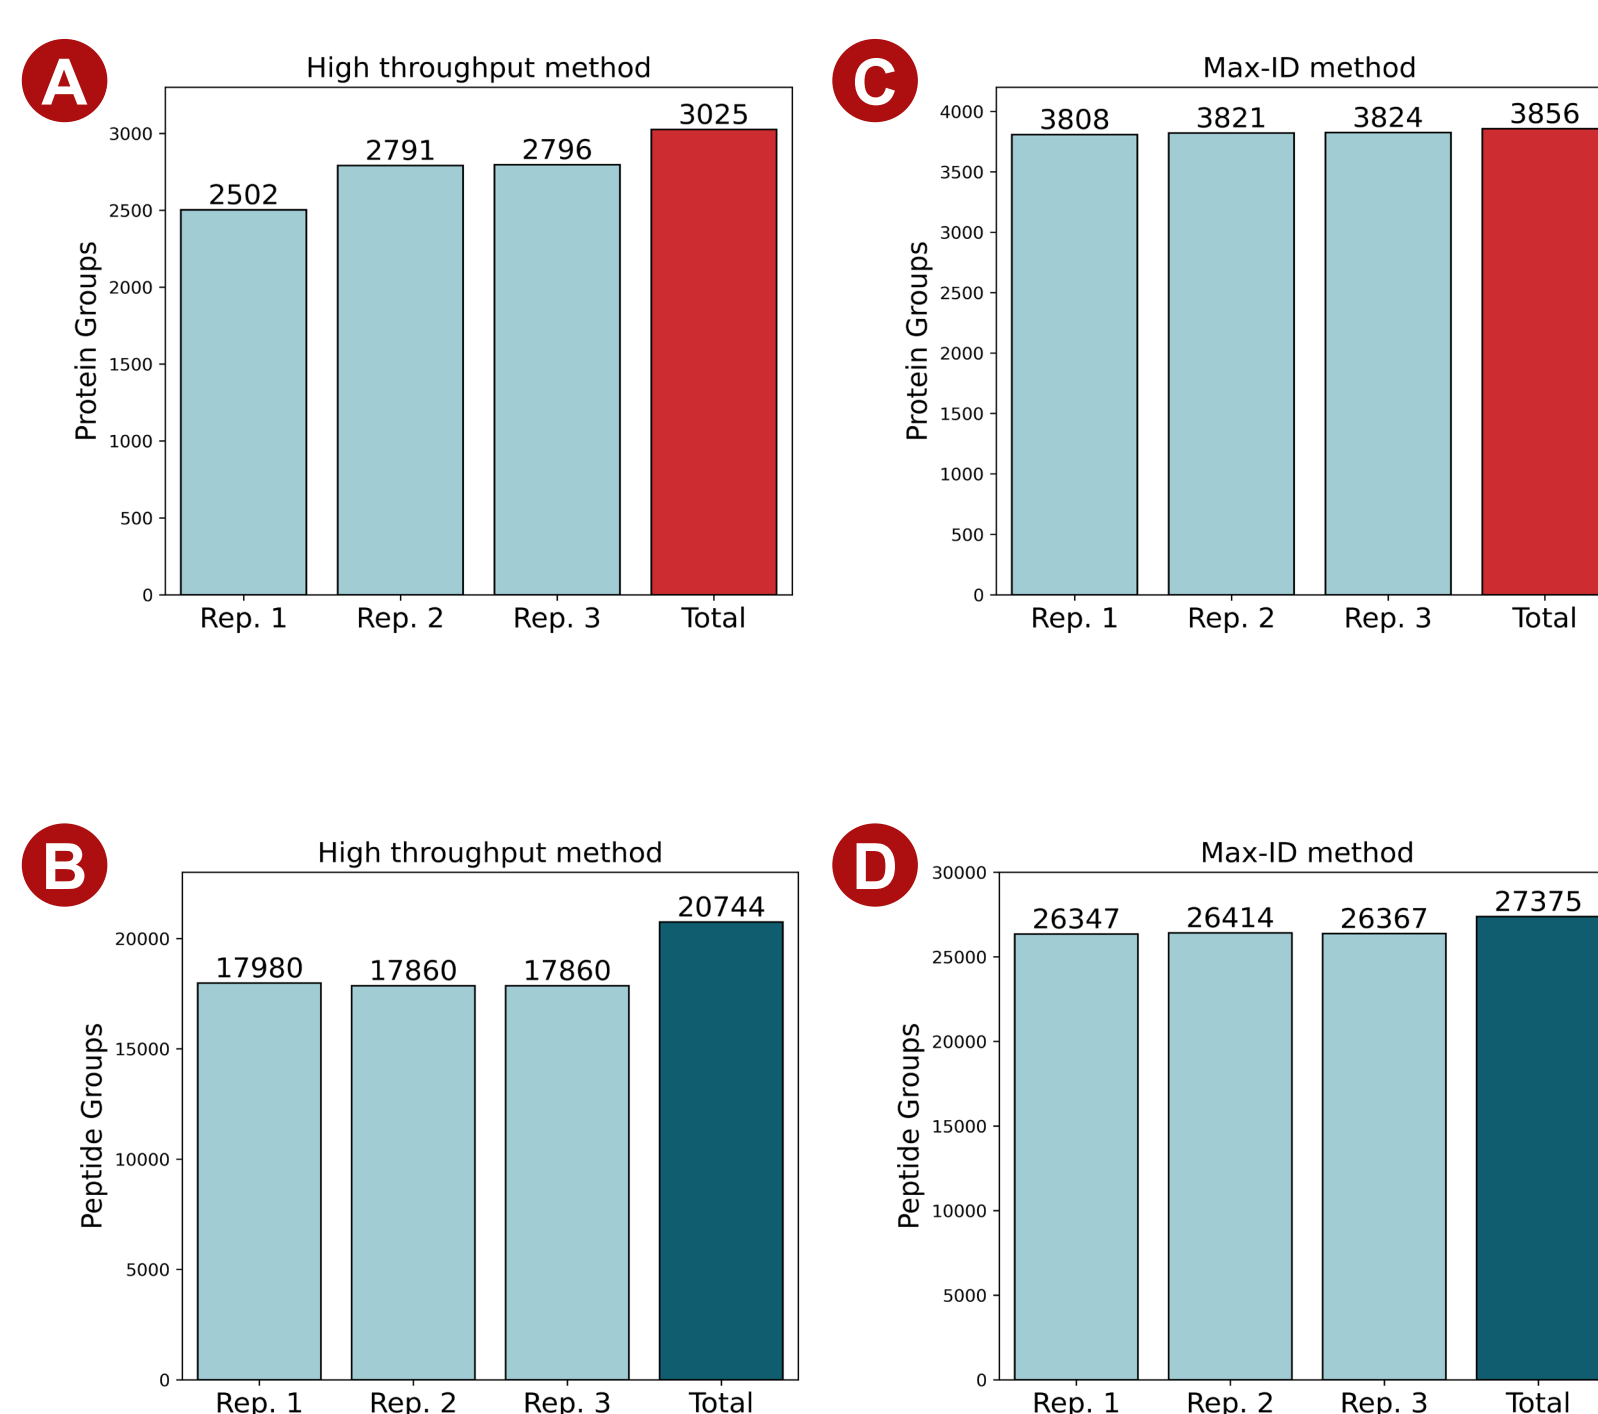 A
High throughput method
3025
2791
2796
2502
3000
2500
2000
1500
1000
500
0
Protein Groups
Rep. 1 Rep. 2 Rep. 3 Total
C
Max-ID method
3808 3821 3824 3856
4000
3500
3000
2500
2000
1500
1000
500
0
Protein Groups
Rep. 1 Rep. 2 Rep. 3 Total
B
High throughput method
20744
17980 17860 17860
20000
15000
10000
5000
0
Peptide Groups
Rep. 1 Rep. 2 Rep. 3 Total
D
Max-ID method
27375
26347 26414 26367
30000
25000
20000
15000
10000
5000
0
Peptide Groups
Rep. 1 Rep. 2 Rep. 3 Total